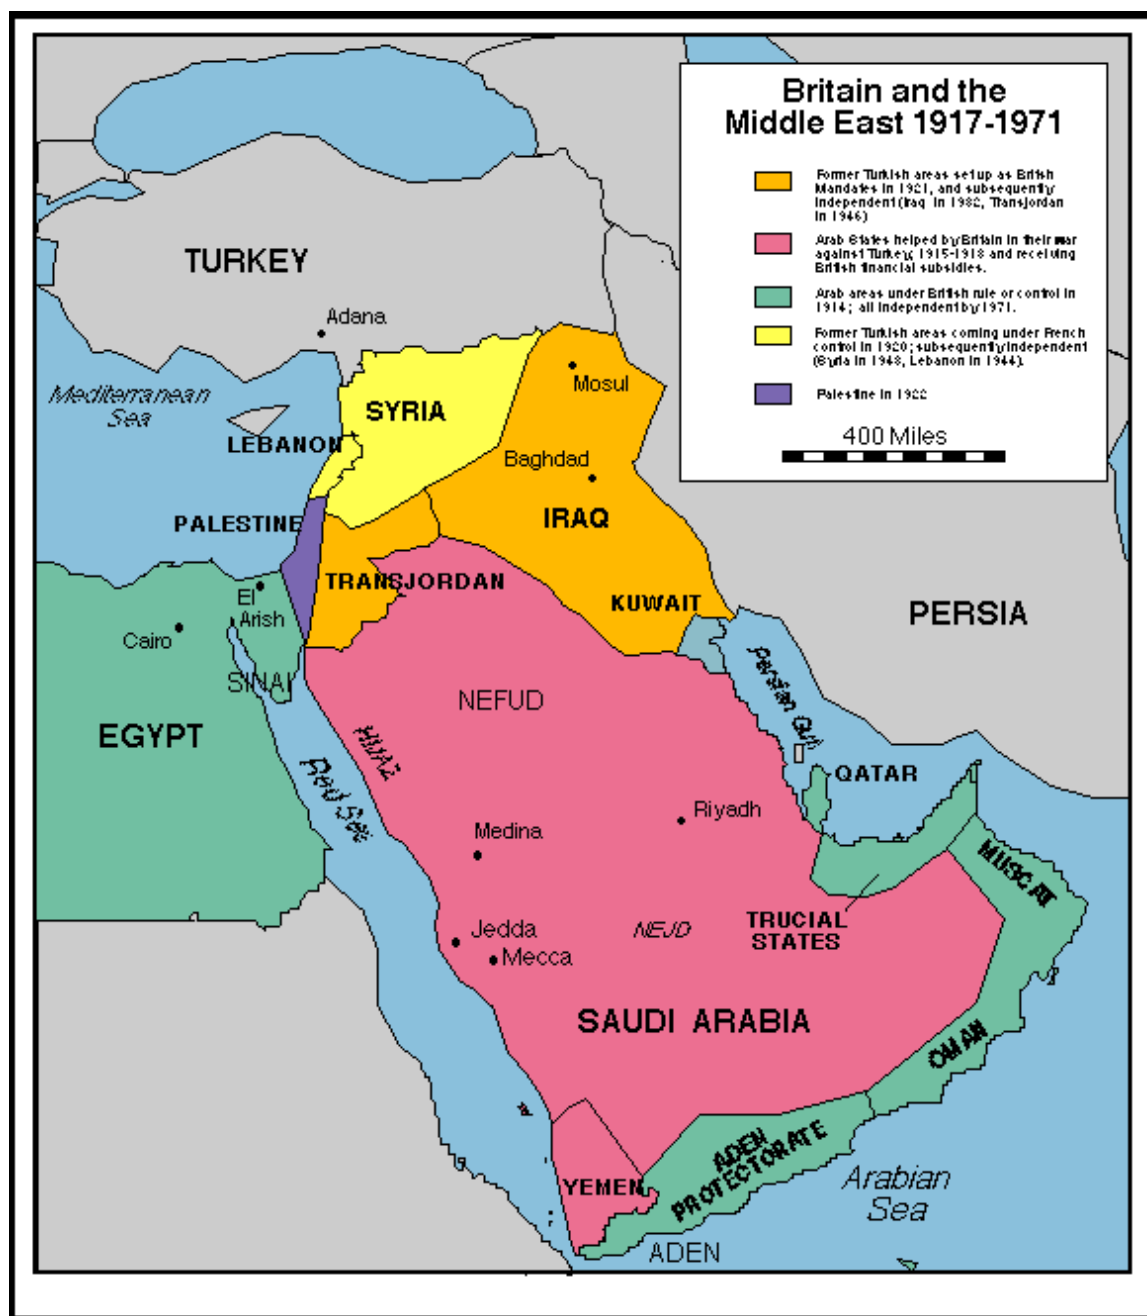 Britain and the
Middle East 1917-1971
Former Turkish areas set up as British
Mandates in 1921, and subsequently
independent (Iraq in 1932, Transjordan
in 1946)
Arab States helped by Britain in their war
against Turkey, 1915-1918 and receiving
British financial subsidies.
Arab areas under British rule or control in
1914; all independent by 1971.
Former Turkish areas coming under French
control in 1920; subsequently independent
(Syria in 1943, Lebanon in 1944).
Palestine in 1922
400 Miles
TURKEY
Adana
Mediterranean
Sea
Mosul
SYRIA
LEBANON
Baghdad
PALESTINE
IRAQ
TRANSJORDAN
El
Arish
KUWAIT
PERSIA
Cairo
SINAI
NEFUD
Persian Gulf
EGYPT
HIJAZ
Red Sea
QATAR
Riyadh
Medina
MUSCAT
TRUCIAL
STATES
Jedda
NEJD
Mecca
SAUDI ARABIA
OMAN
ADEN
PROTECTORATE
YEMEN
Arabian
Sea
ADEN